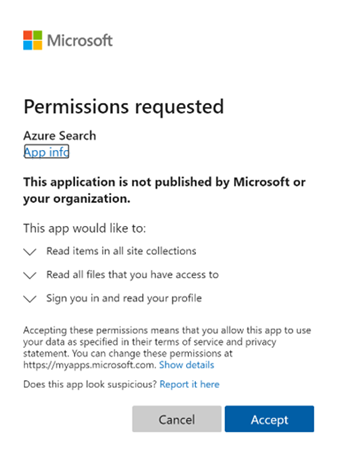 Microsoft
Permissions requested
Azure Search
App info
This application is not published by Microsoft or
your organization.
This app would like to:
Read items in all site collections
Read all files that you have access to
Sign you in and read your profile
Accepting these permissions means that you allow this app to use
your data as specified in their terms of service and privacy
statement. You can change these permissions at
https://myapps.microsoft.com. Show details
Does this app look suspicious? Report it here
Cancel
Accept